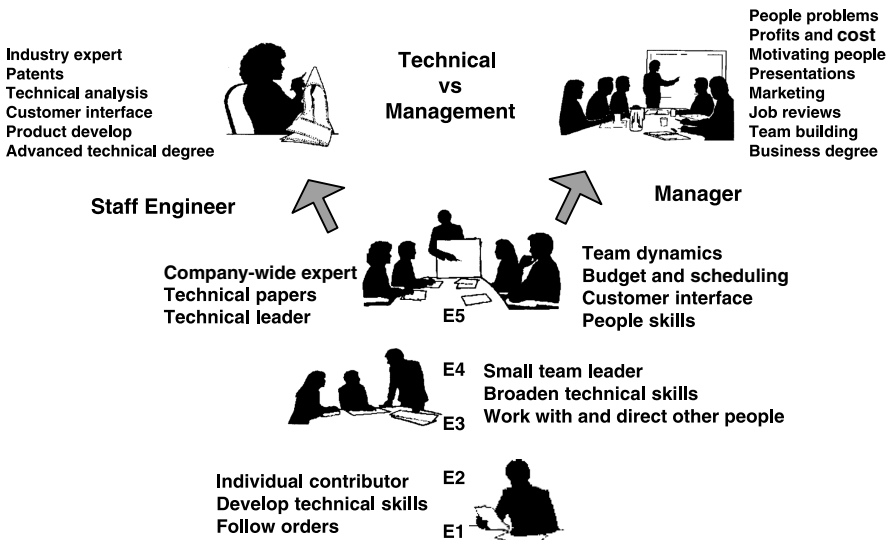 Industry expert
Patents
Technical analysis
Customer interface
Product develop
Advanced technical degree
Technical
vs
Management
People problems
Profits and cost
Motivating people
Presentations
Marketing
Job reviews
Team building
Business degree
Staff Engineer
Manager
Company-wide expert
Technical papers
Technical leader
E5
Team dynamics
Budget and scheduling
Customer interface
People skills
E4
E3
Small team leader
Broaden technical skills
Work with and direct other people
Individual contributor
Develop technical skills
Follow orders
E2
E1